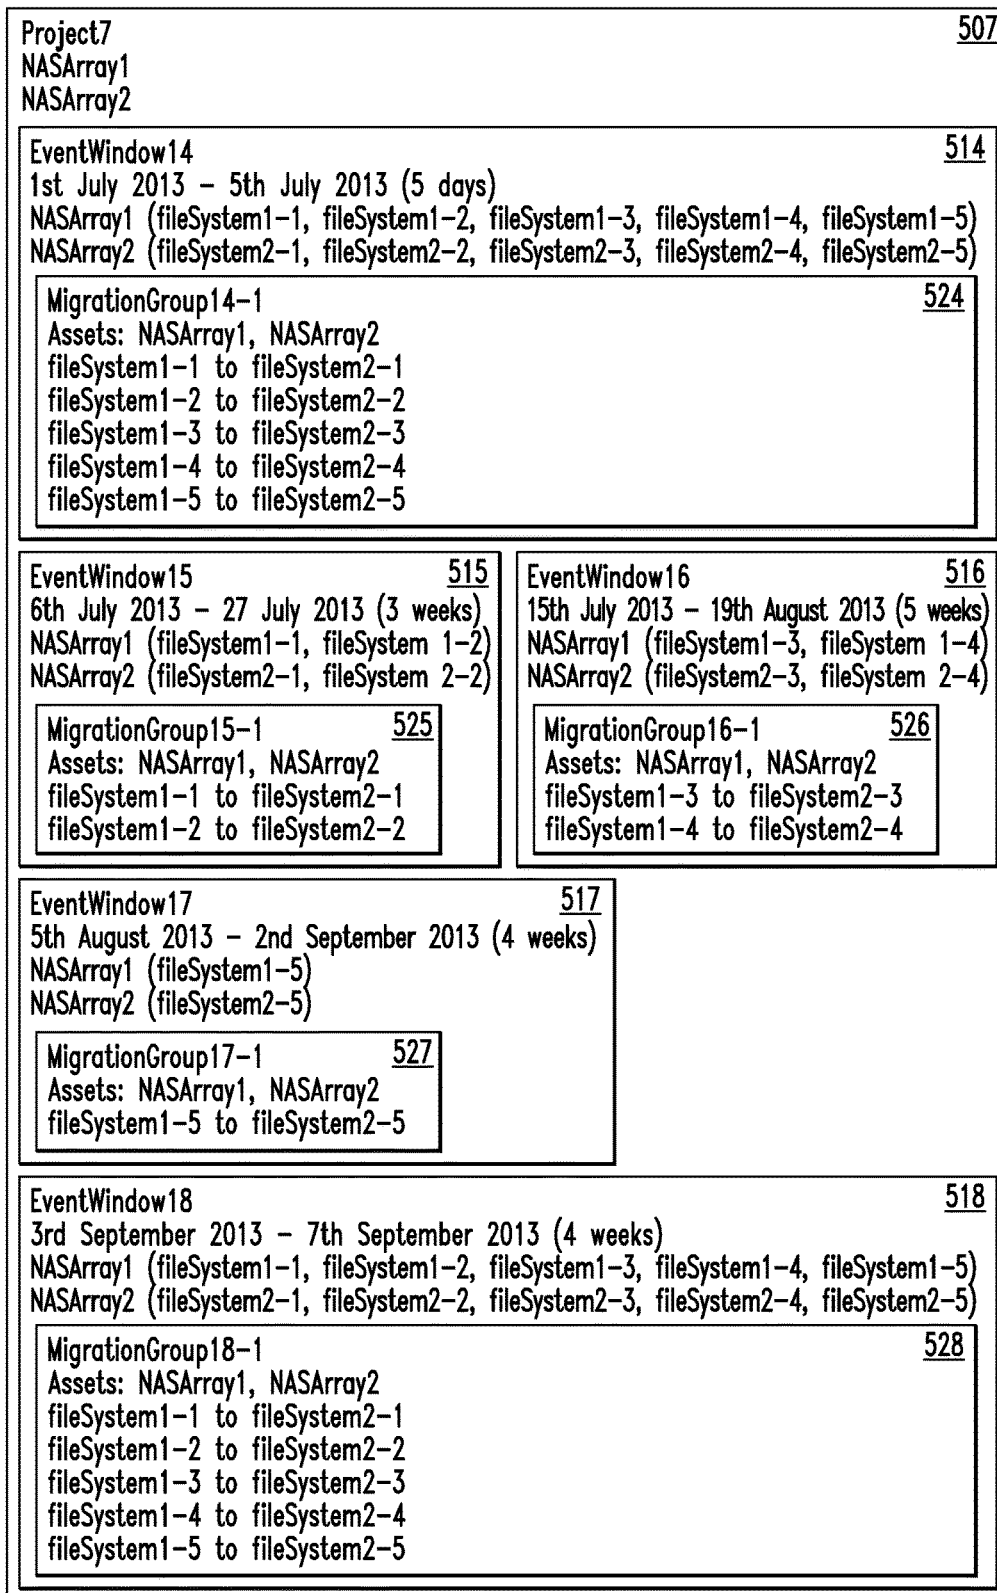 Project7 507
NASArray1
NASArray2
EventWindow14 514
1st July 2013 – 5th July 2013 (5 days)
NASArray1 (fileSystem1–1, fileSystem1–2, fileSystem1–3, fileSystem1–4, fileSystem1–5)
NASArray2 (fileSystem2–1, fileSystem2–2, fileSystem2–3, fileSystem2–4, fileSystem2–5)
MigrationGroup14–1 524
Assets: NASArray1, NASArray2
fileSystem1–1 to fileSystem2–1
fileSystem1–2 to fileSystem2–2
fileSystem1–3 to fileSystem2–3
fileSystem1–4 to fileSystem2–4
fileSystem1–5 to fileSystem2–5
EventWindow15 515
6th July 2013 – 27 July 2013 (3 weeks)
NASArray1 (fileSystem1–1, fileSystem 1–2)
NASArray2 (fileSystem2–1, fileSystem 2–2)
MigrationGroup15–1 525
Assets: NASArray1, NASArray2
fileSystem1–1 to fileSystem2–1
fileSystem1–2 to fileSystem2–2
EventWindow16 516
15th July 2013 – 19th August 2013 (5 weeks)
NASArray1 (fileSystem1–3, fileSystem 1–4)
NASArray2 (fileSystem2–3, fileSystem 2–4)
MigrationGroup16–1 526
Assets: NASArray1, NASArray2
fileSystem1–3 to fileSystem2–3
fileSystem1–4 to fileSystem2–4
EventWindow17 517
5th August 2013 – 2nd September 2013 (4 weeks)
NASArray1 (fileSystem1–5)
NASArray2 (fileSystem2–5)
MigrationGroup17–1 527
Assets: NASArray1, NASArray2
fileSystem1–5 to fileSystem2–5
EventWindow18 518
3rd September 2013 – 7th September 2013 (4 weeks)
NASArray1 (fileSystem1–1, fileSystem1–2, fileSystem1–3, fileSystem1–4, fileSystem1–5)
NASArray2 (fileSystem2–1, fileSystem2–2, fileSystem2–3, fileSystem2–4, fileSystem2–5)
MigrationGroup18–1 528
Assets: NASArray1, NASArray2
fileSystem1–1 to fileSystem2–1
fileSystem1–2 to fileSystem2–2
fileSystem1–3 to fileSystem2–3
fileSystem1–4 to fileSystem2–4
fileSystem1–5 to fileSystem2–5